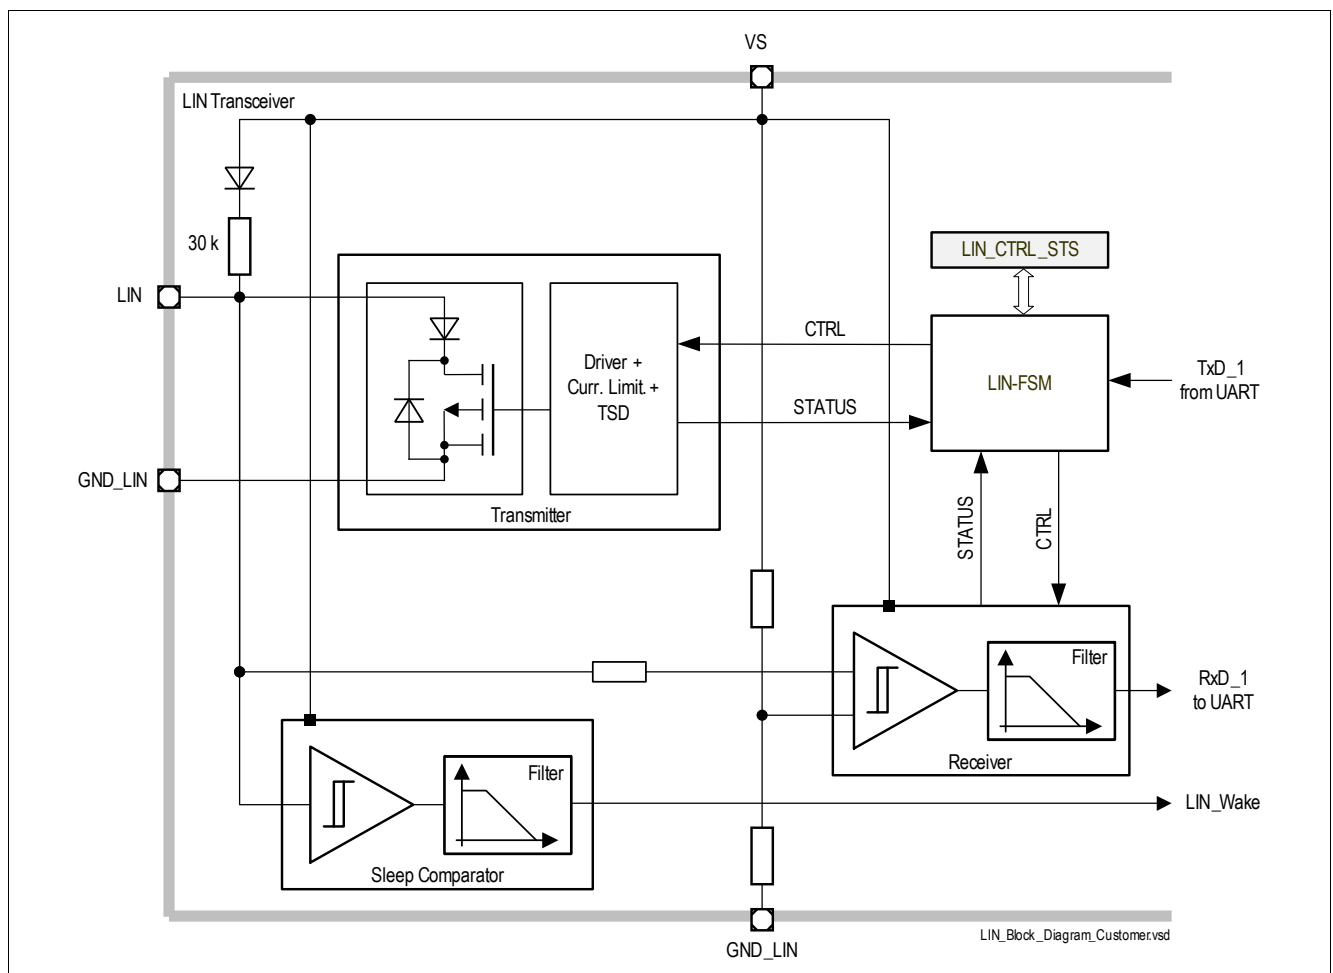 VS
LIN Transceiver
30 k
LIN_CTRL_STS
LIN
CTRL
Driver +
Curr. Limit. +
TSD
LIN-FSM
TxD_1
from UART
STATUS
GND_LIN
Transmitter
STATUS
CTRL
Filter
RxD_1
to UART
Receiver
Filter
LIN_Wake
Sleep Comparator
GND_LIN
LIN_Block_Diagram_Customer.vsd